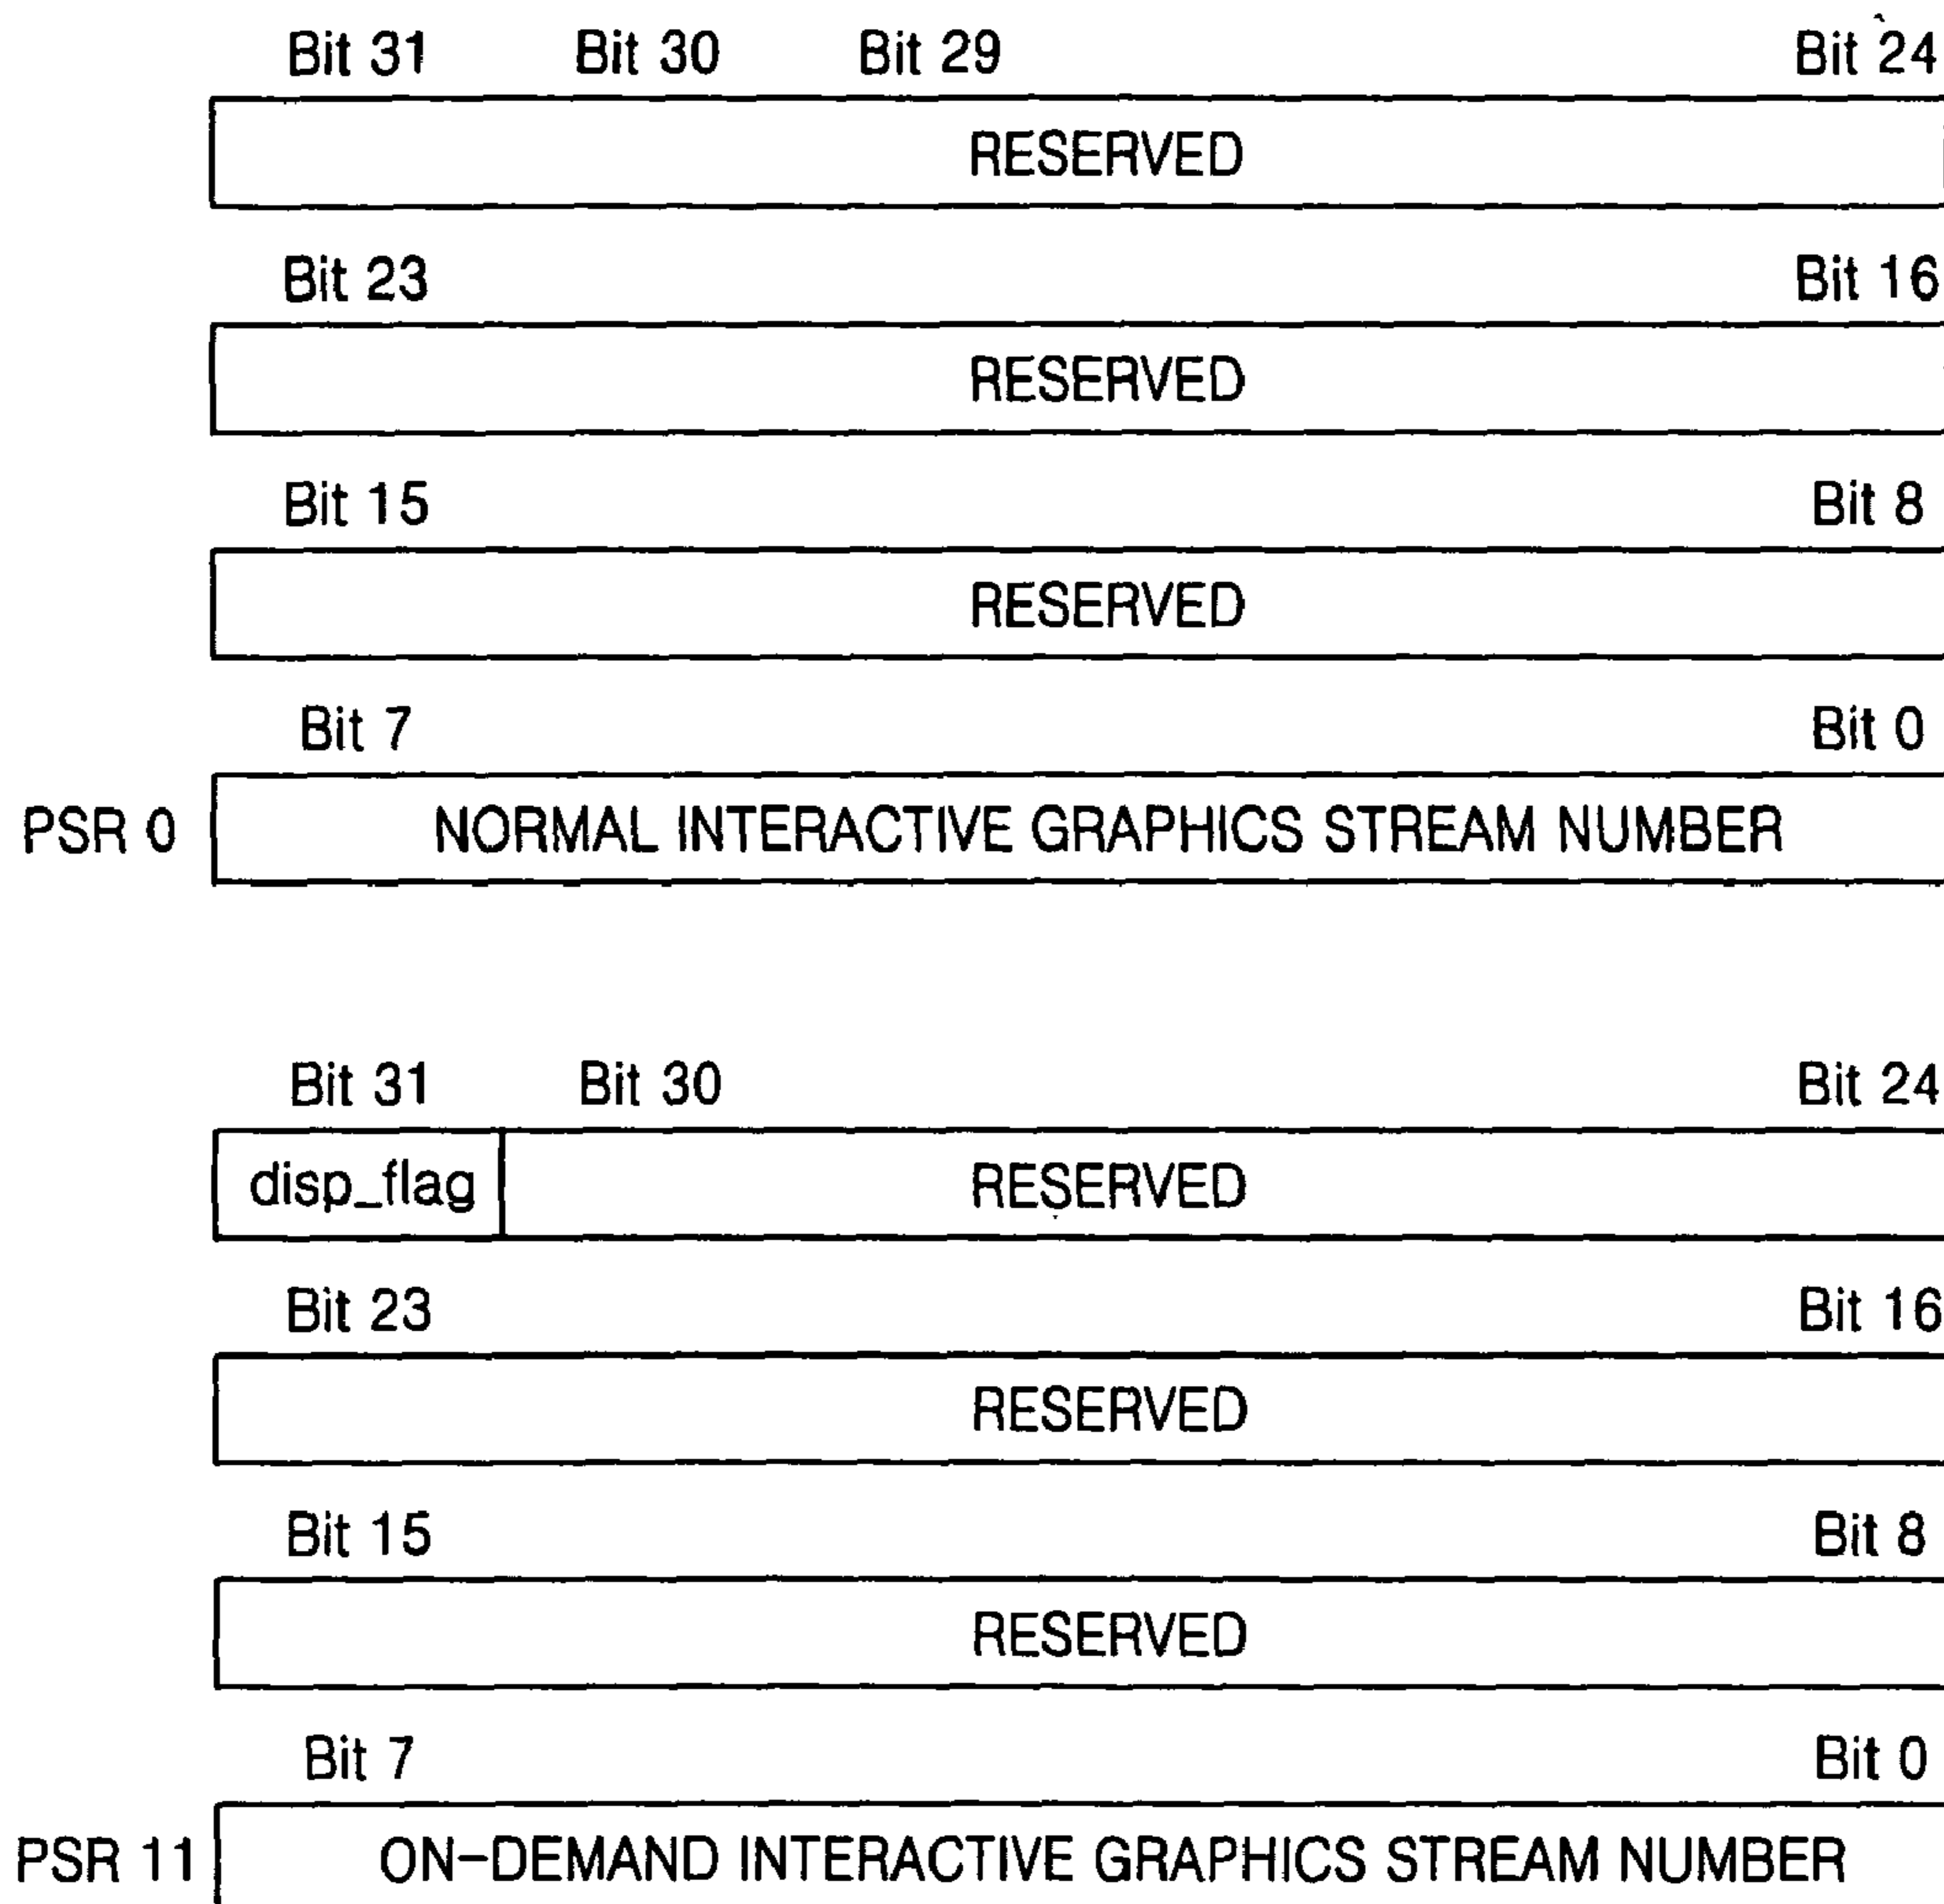 Bit 31 Bit 30 Bit 29 Bit 24
RESERVED
Bit 23 Bit 16
RESERVED
Bit 15 Bit 8
RESERVED
Bit 7 Bit 0
PSR 0 NORMAL INTERACTIVE GRAPHICS STREAM NUMBER
Bit 31 Bit 30 Bit 24
disp_flag RESERVED
Bit 23 Bit 16
RESERVED
Bit 15 Bit 8
RESERVED
Bit 7 Bit 0
PSR 11 ON-DEMAND INTERACTIVE GRAPHICS STREAM NUMBER